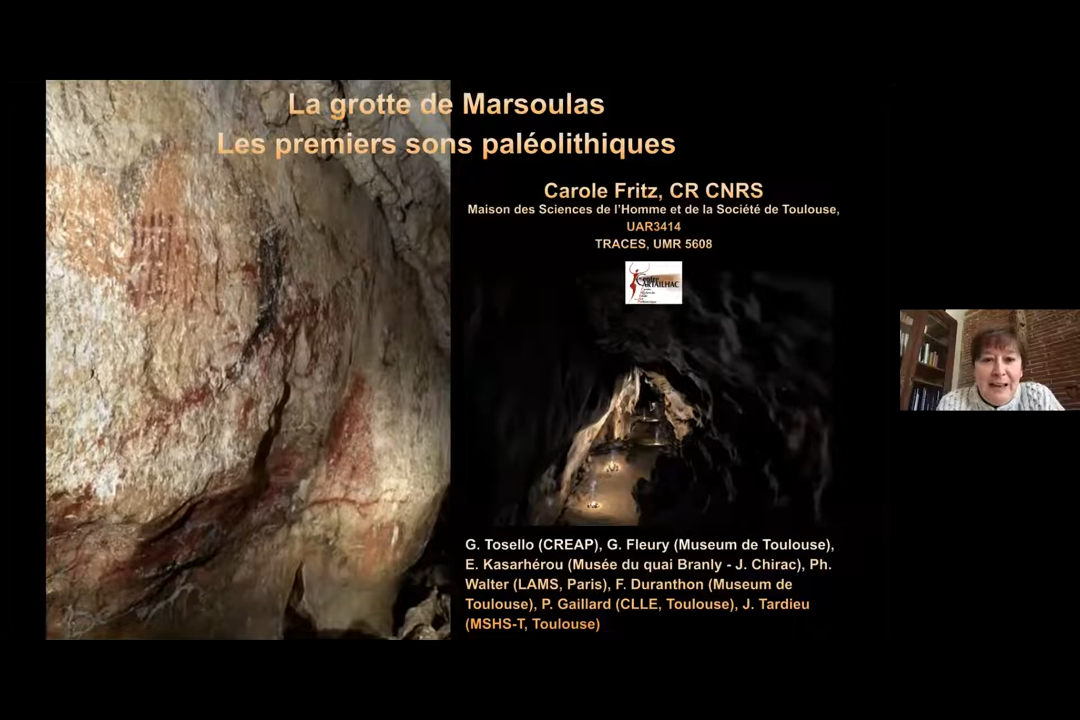 La grotte de Marsoulas
Les premiers sons paléolithiques
Carole Fritz, CR CNRS
Maison des Sciences de l'Homme et de la Société de Toulouse,
UAR3414
TRACES, UMR 5608
Centre
CARTAILHAC
G. Tosello (CREAP), G. Fleury (Museum de Toulouse),
E. Kasarhérou (Musée du quai Branly - J. Chirac), Ph.
Walter (LAMS, Paris), F. Duranthon (Museum de
Toulouse), P. Gaillard (CLLE, Toulouse), J. Tardieu
(MSHS-T, Toulouse)